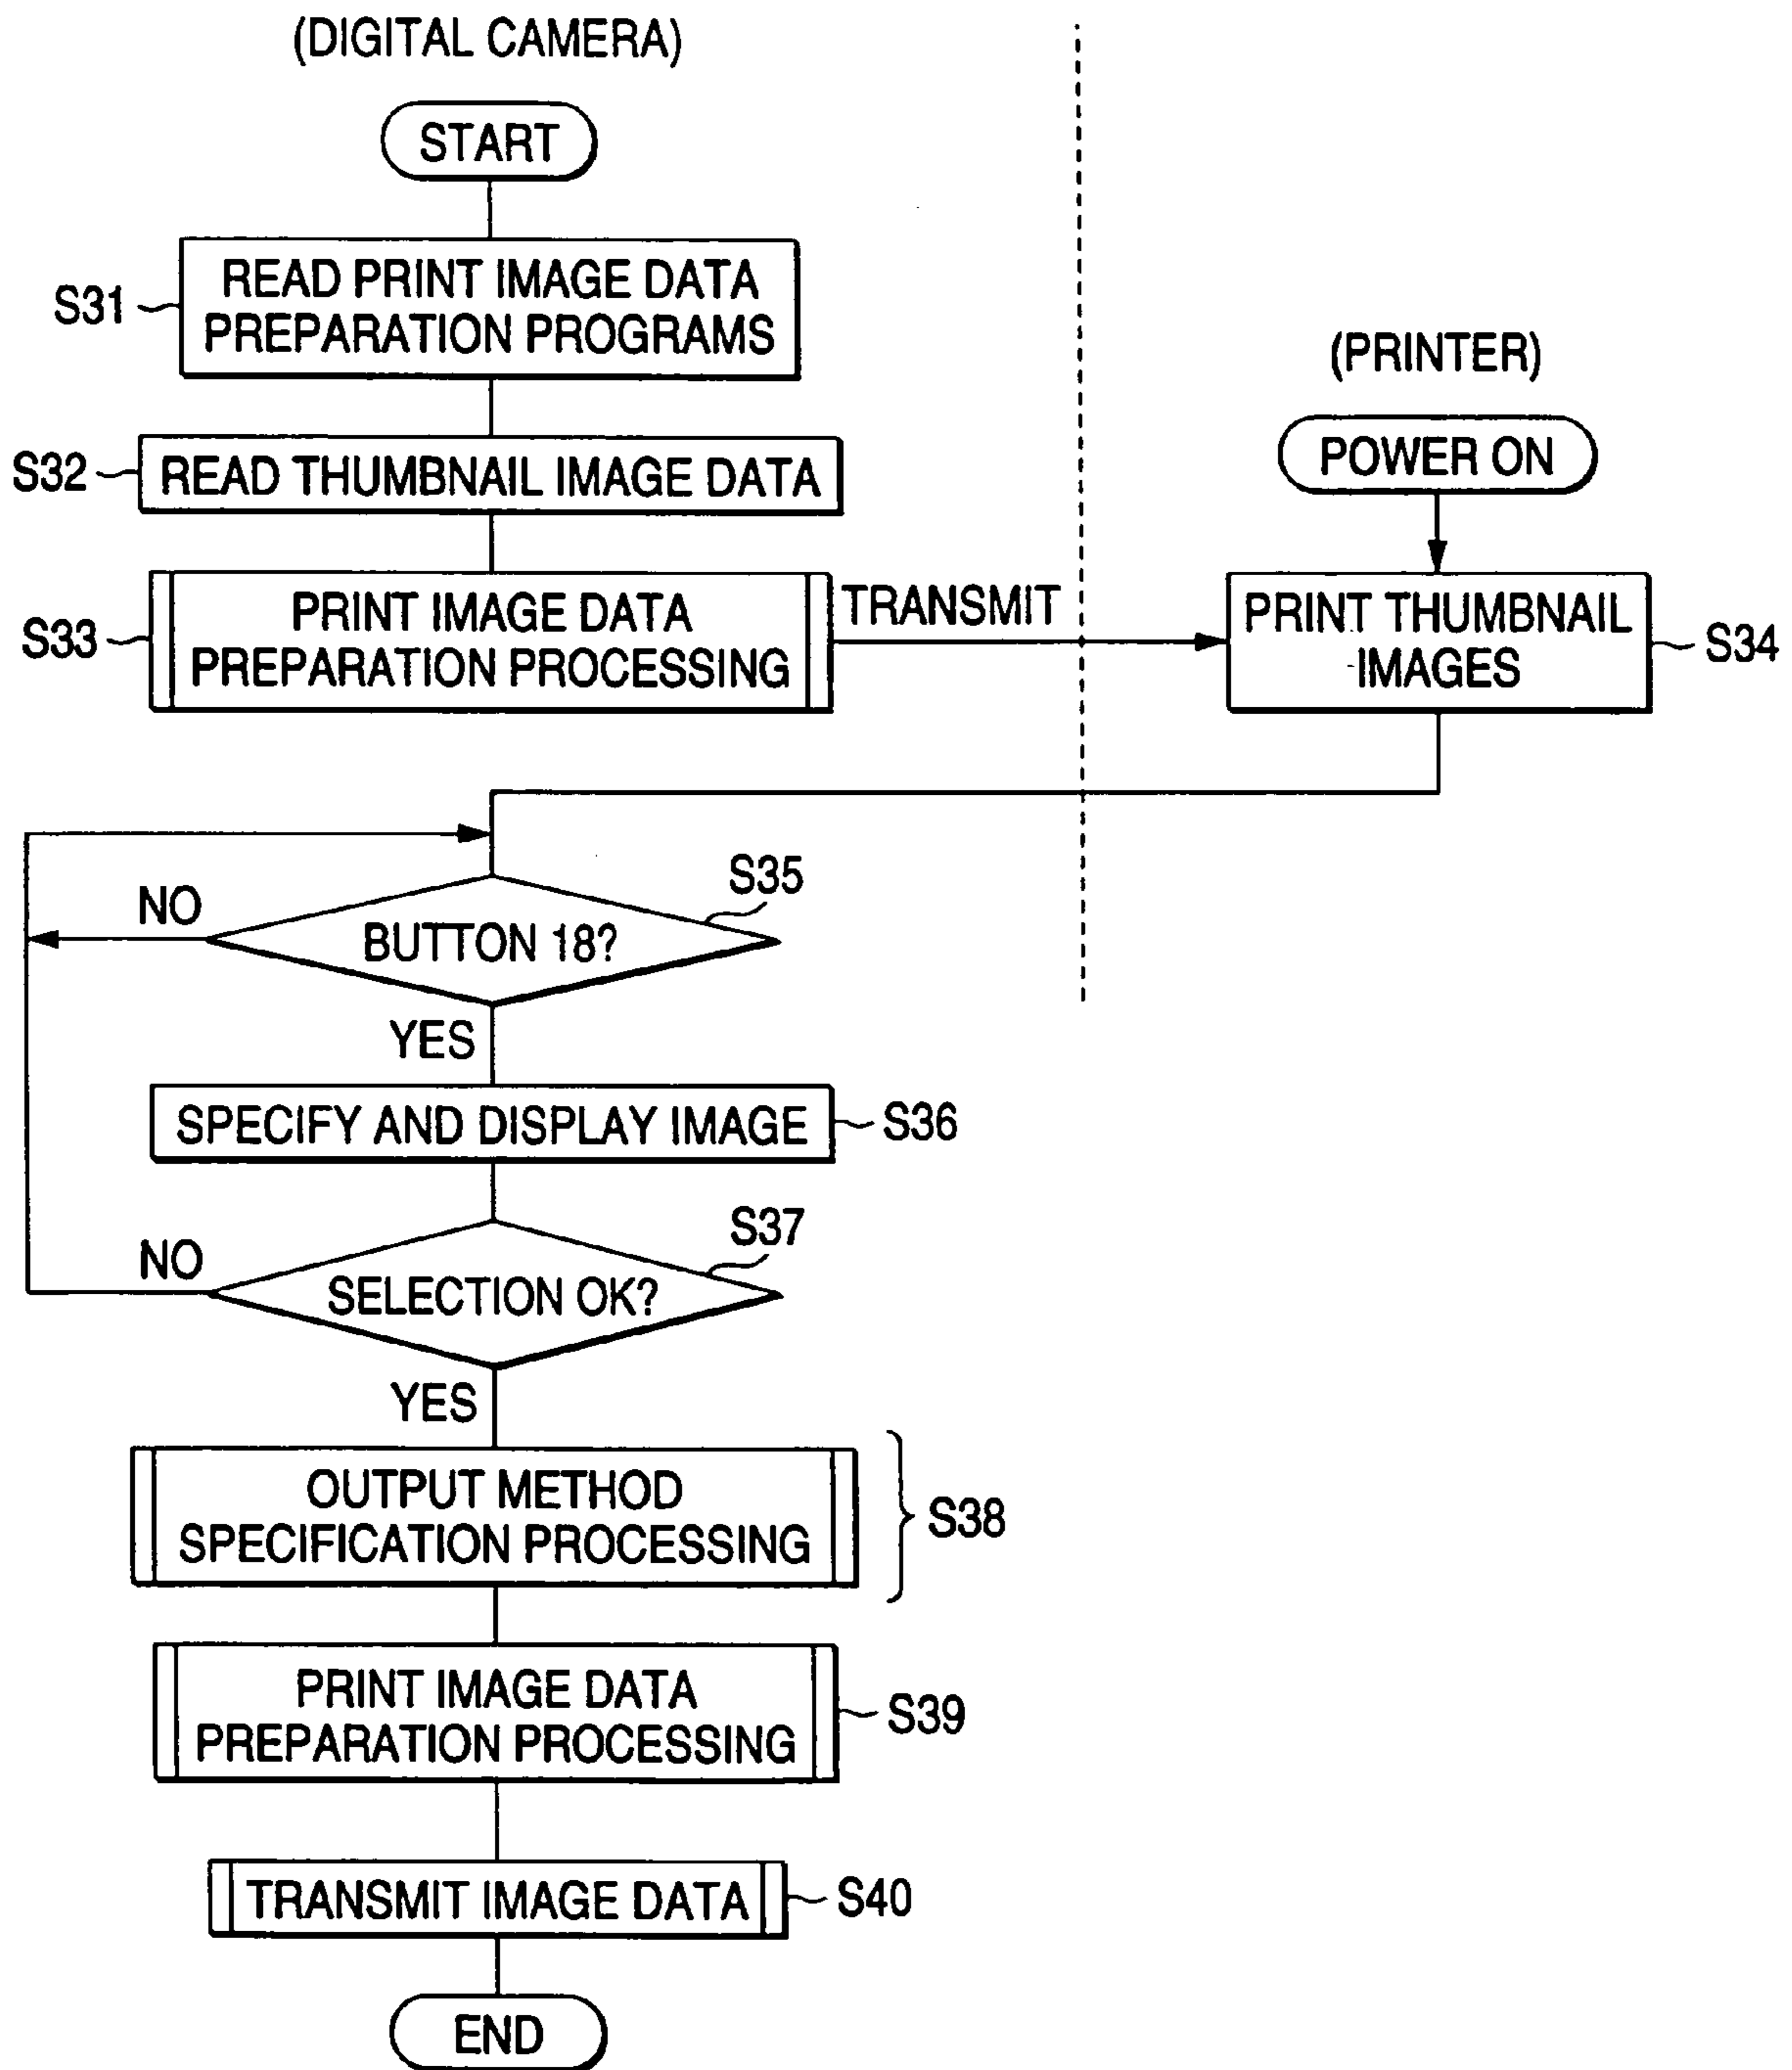 (DIGITAL CAMERA)
START
S31
READ PRINT IMAGE DATA
PREPARATION PROGRAMS
(PRINTER)
S32
READ THUMBNAIL IMAGE DATA
POWER ON
S33
PRINT IMAGE DATA
PREPARATION PROCESSING
TRANSMIT
PRINT THUMBNAIL
IMAGES
S34
NO
S35
BUTTON 18?
YES
SPECIFY AND DISPLAY IMAGE
S36
NO
S37
SELECTION OK?
YES
OUTPUT METHOD
SPECIFICATION PROCESSING
S38
PRINT IMAGE DATA
PREPARATION PROCESSING
S39
TRANSMIT IMAGE DATA
S40
END